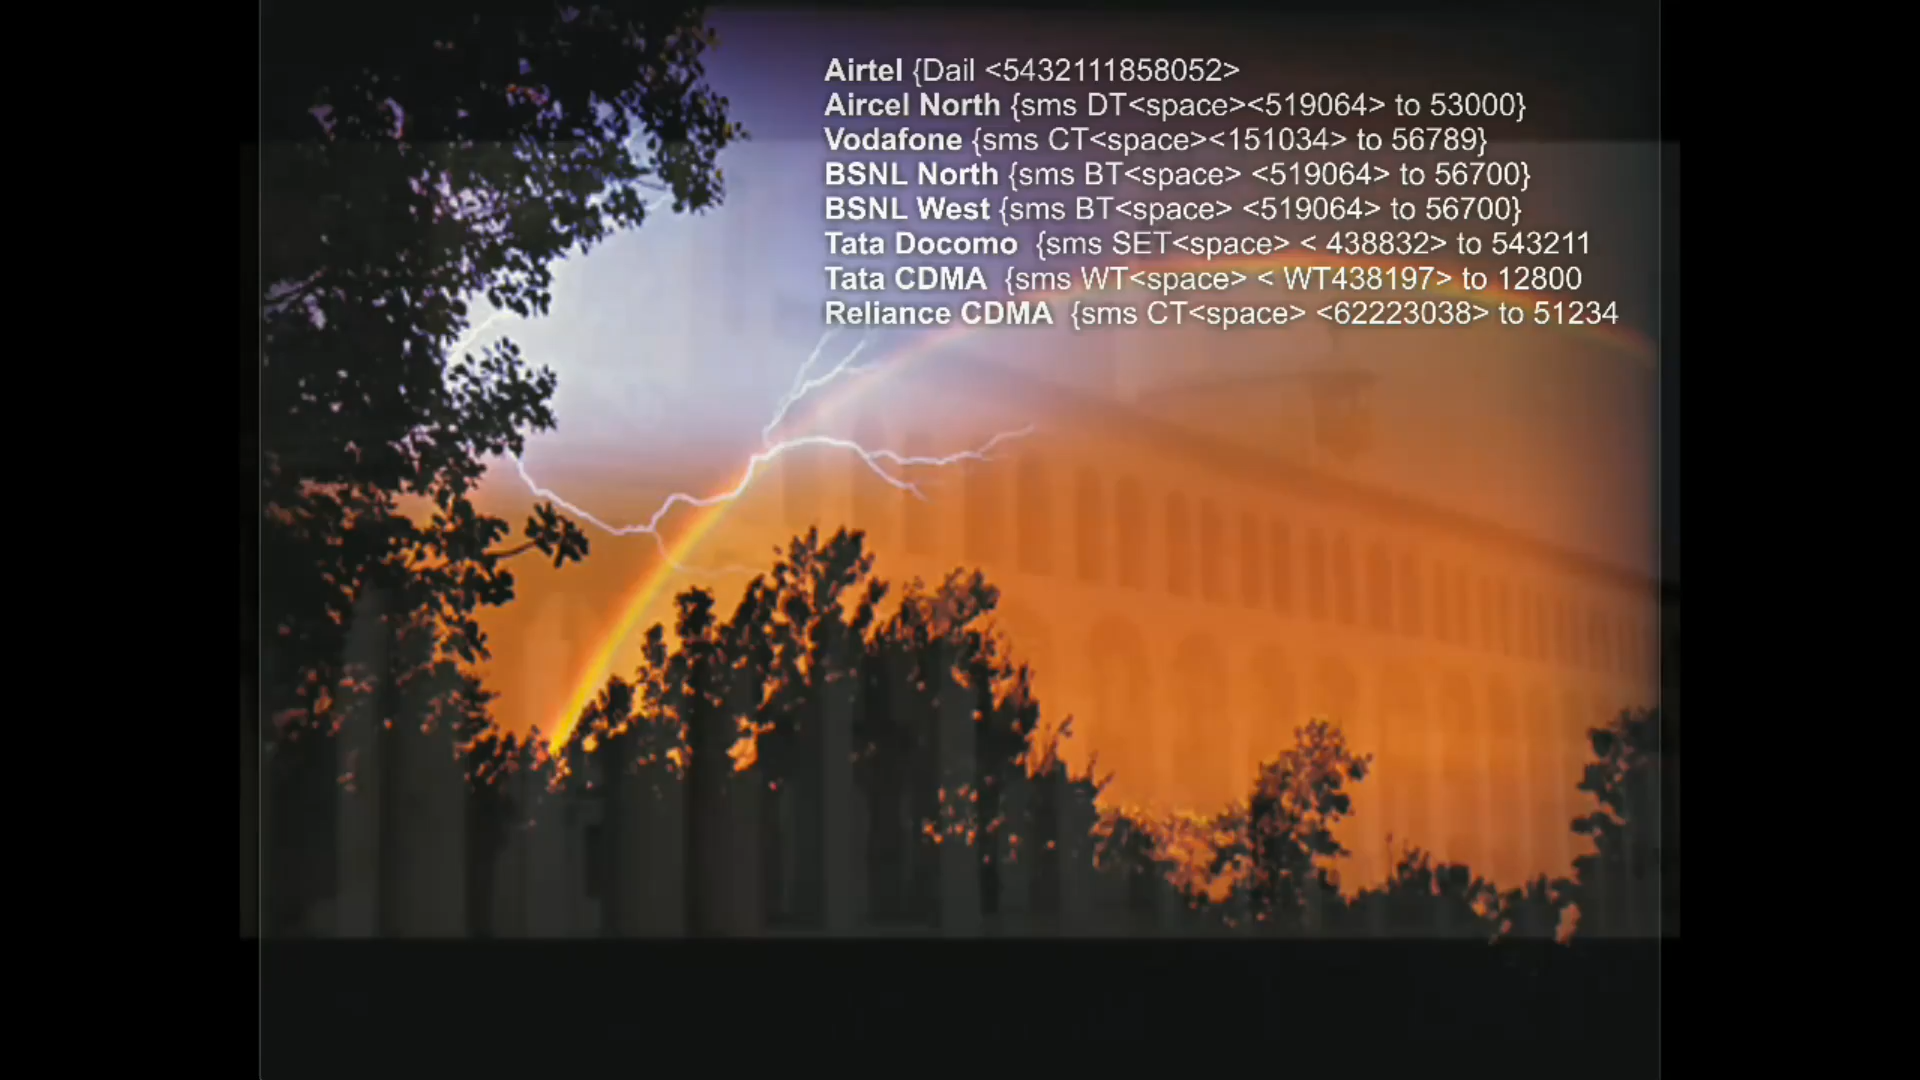 Airtel {Dail <5432111858052>
Aircel North {sms DT<space><519064> to 53000}
Vodafone {sms CT<space><151034> to 56789}
BSNL North {sms BT<space> <519064> to 56700}
BSNL West {sms BT<space> <519064> to 56700}
Tata Docomo  {sms SET<space> < 438832> to 543211
Tata CDMA  {sms WT<space> < WT438197> to 12800
Reliance CDMA  {sms CT<space> <62223038> to 51234